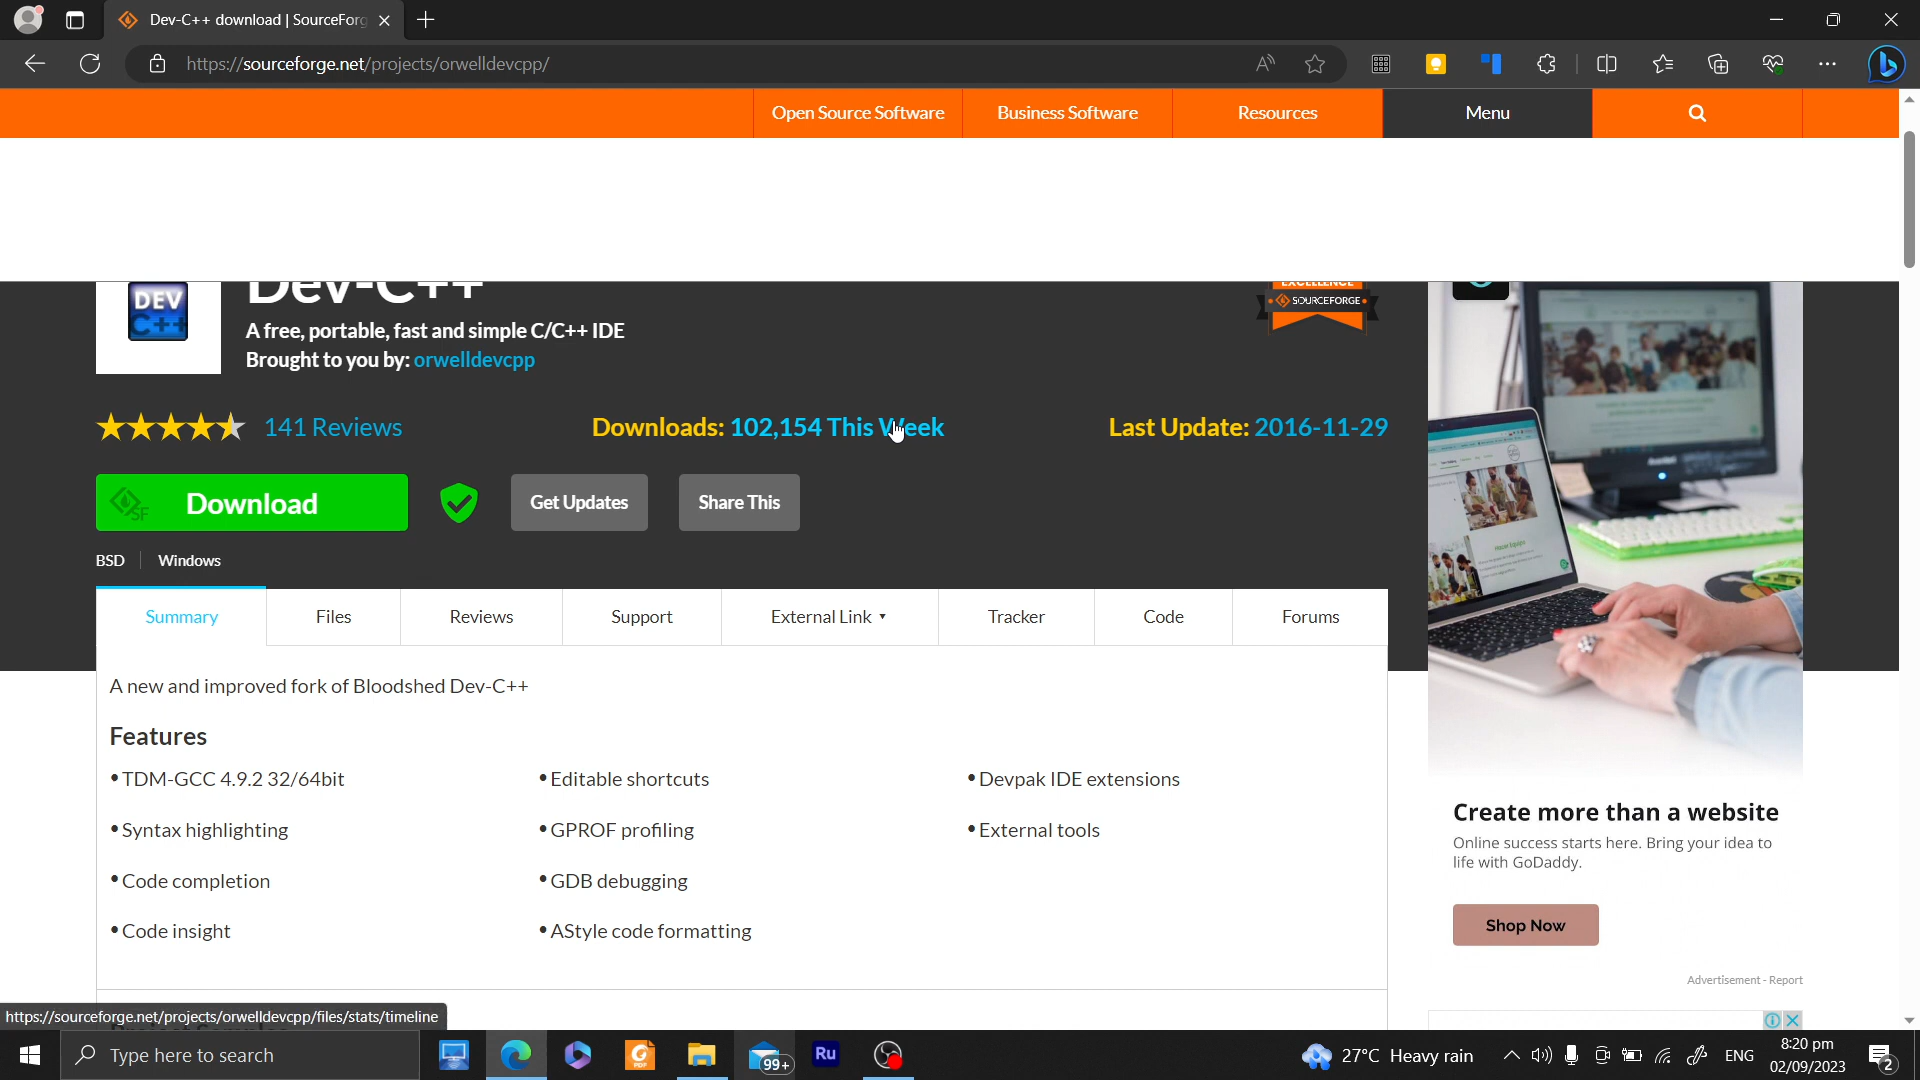 Dev-C++ download | SourceForg
https://sourceforge.net/projects/orwelldevcpp/
Open Source Software
Business Software
Resources
Menu
DEV
C++
Dev-C++
A free, portable, fast and simple C/C++ IDE
Brought to you by: orwelldevcpp
EXCELLENCE
SOURCEFORGE
141 Reviews
Downloads: 102,154 This Week
Last Update: 2016-11-29
SF
Download
Get Updates
Share This
BSD
Windows
Summary
Files
Reviews
Support
External Link
Tracker
Code
Forums
A new and improved fork of Bloodshed Dev-C++
Features
•TDM-GCC 4.9.2 32/64bit
•Editable shortcuts
•Devpak IDE extensions
•Syntax highlighting
•GPROF profiling
•External tools
•Code completion
•GDB debugging
•Code insight
•AStyle code formatting
Create more than a website
Online success starts here. Bring your idea to
life with GoDaddy.
Shop Now
Advertisement - Report
https://sourceforge.net/projects/orwelldevcpp/files/stats/timeline
Type here to search
PDF
99+
Ru
27°C Heavy rain
ENG
8:20 pm
02/09/2023
2